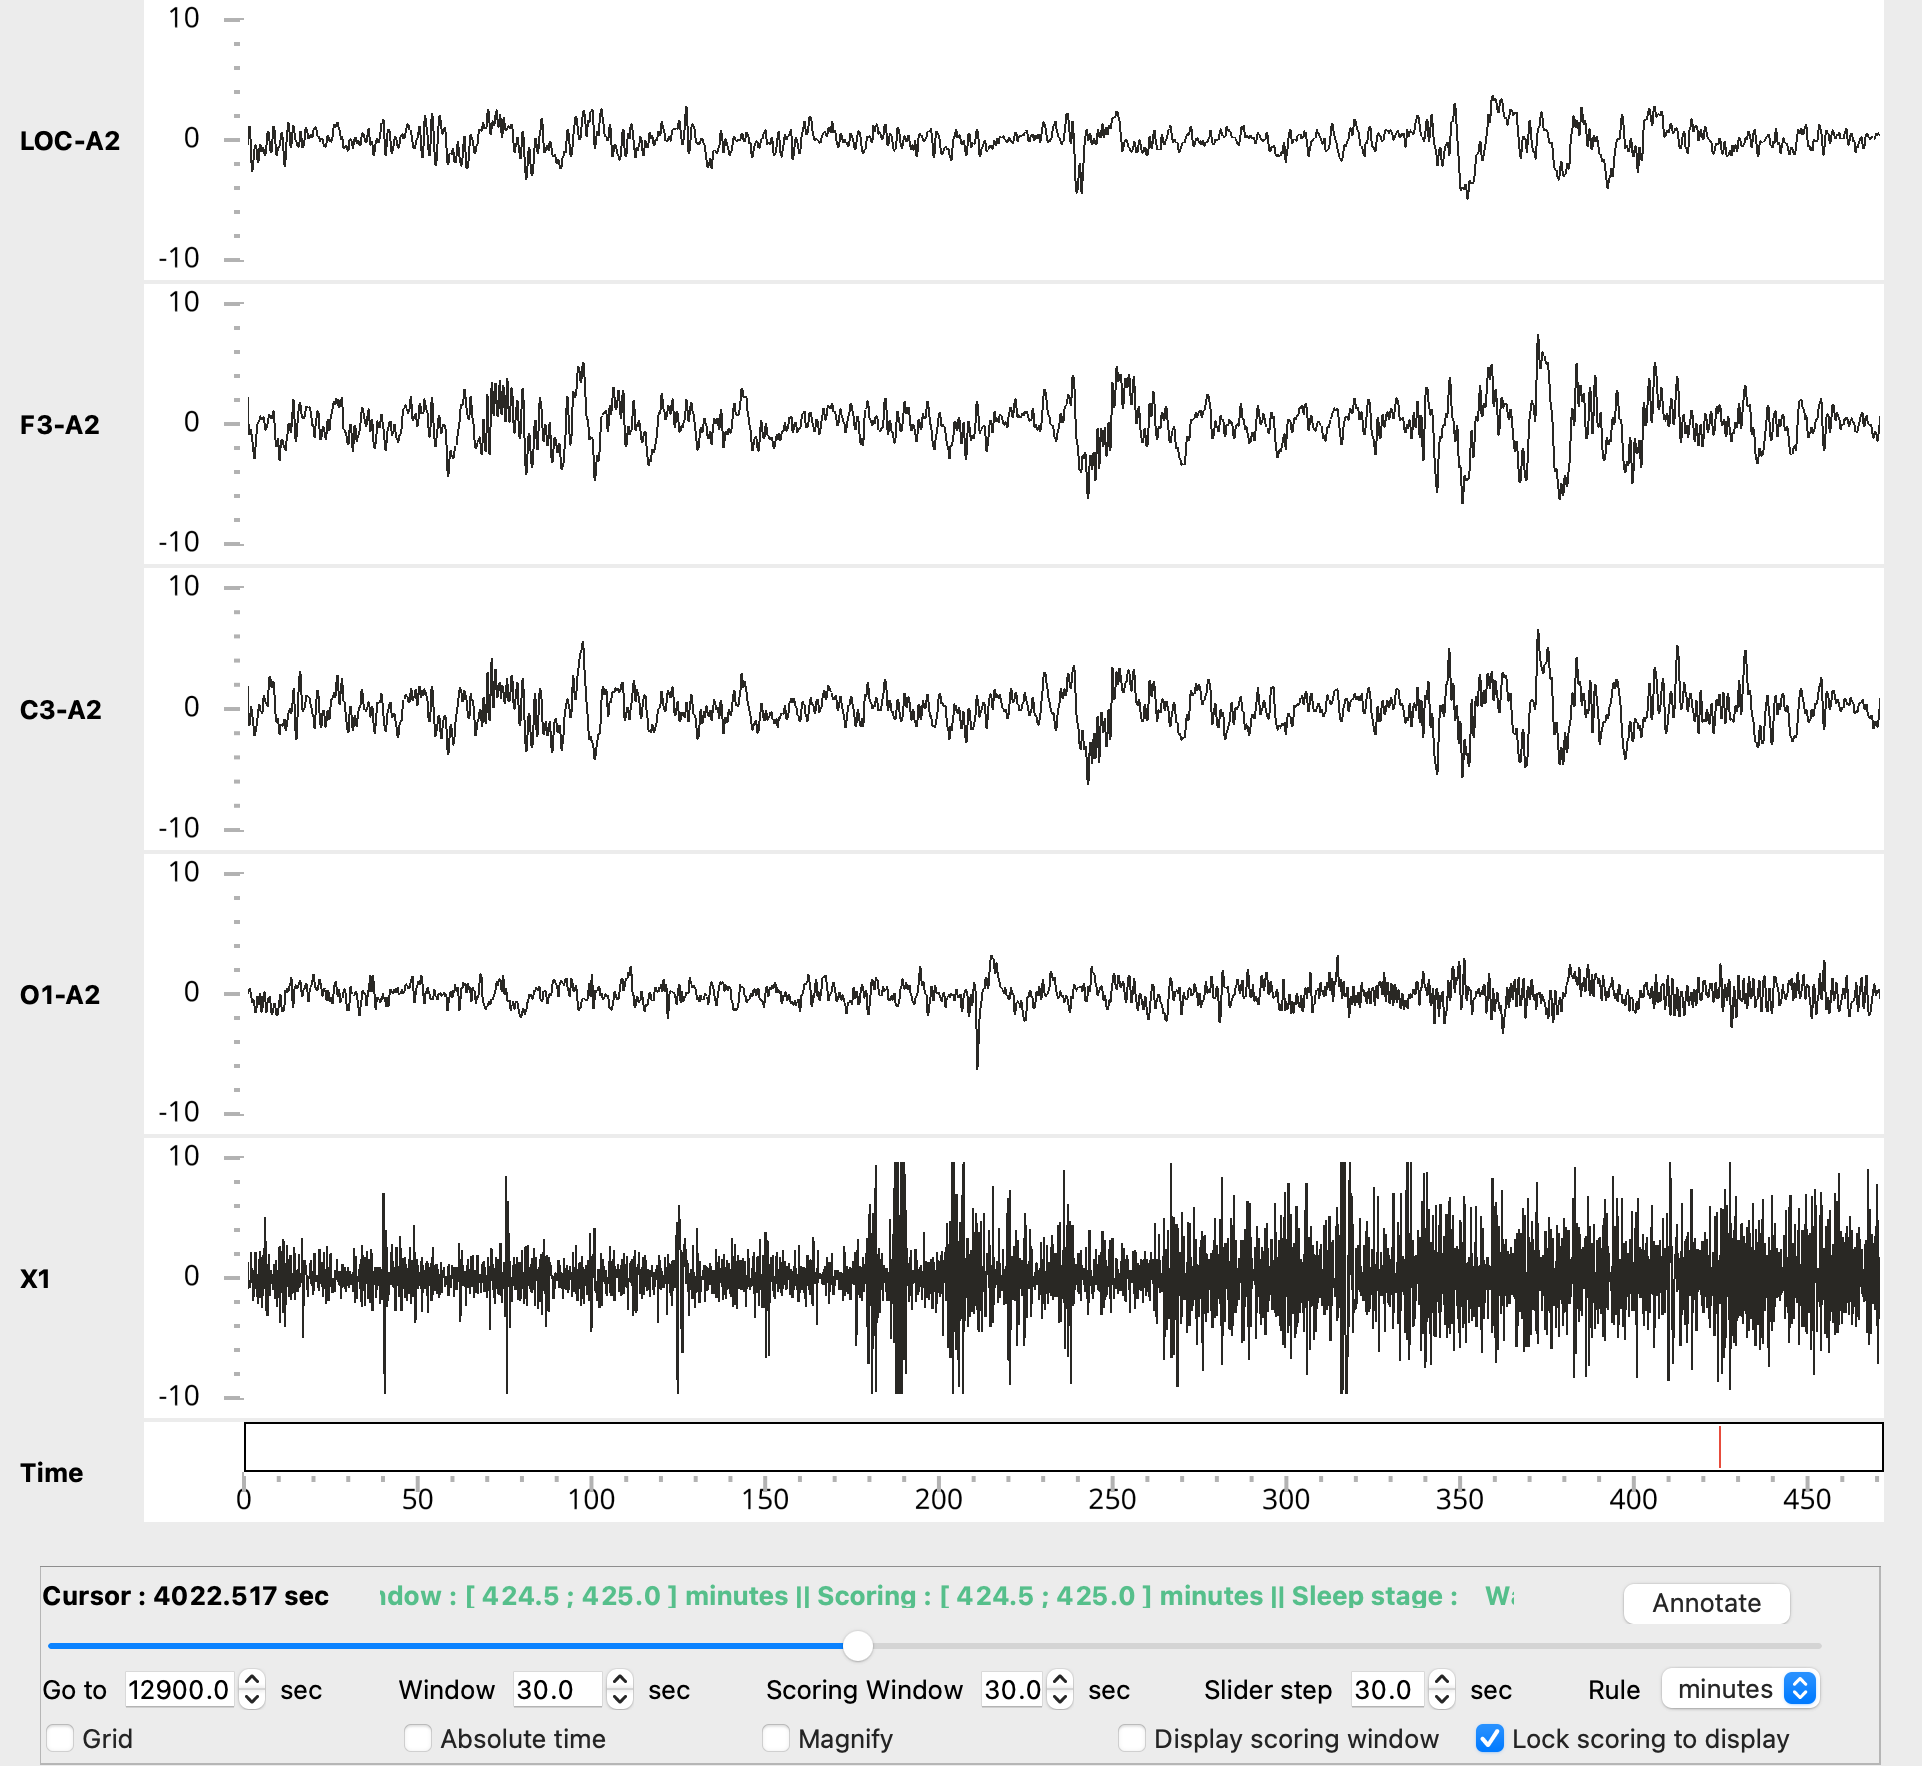 10
LOC-A2 0
-10
10
F3-A2 0
-10
10
C3-A2 0
-10
10
O1-A2 0
-10
10
X1 0
-10
Time
0 50 100 150 200 250 300 350 400 450
Cursor : 4022.517 sec : [ 424.5 ; 425.0 ] minutes || Scoring : [ 424.5 ; 425.0 ] minutes || Sleep stage : Annotate
Go to 12900.0 sec Window 30.0 sec Scoring Window 30.0 sec Slider step 30.0 sec Rule minutes
Grid Absolute time Magnify Display scoring window Lock scoring to display